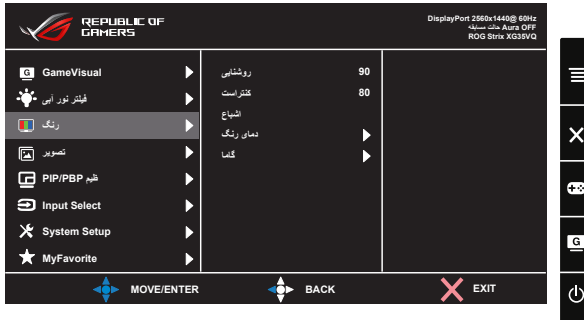 REPUBLIC OF
GAMERS
DisplayPort 2560x1440@ 60Hz
Aura OFF حالت مسابقه
ROG Strix XG35VQ
GameVisual
فیلتر نور آبی
رنگ
تصویر
PIP/PBP ظیم
Input Select
System Setup
MyFavorite
روشنایی 90
کنتراست 80
اشباع
دمای رنگ
گاما
MOVE/ENTER
BACK
EXIT
G
G